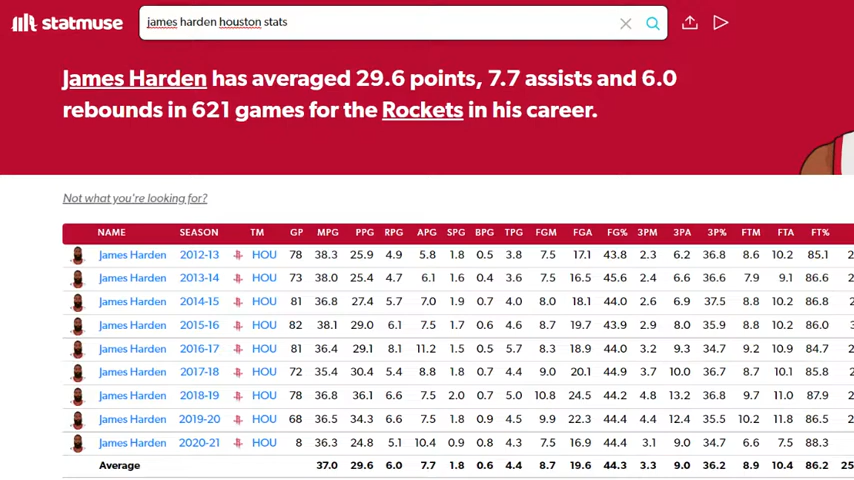 statmuse
james harden houston stats
James Harden has averaged 29.6 points, 7.7 assists and 6.0
rebounds in 621 games for the Rockets in his career.
Not what you're looking for?
NAME SEASON TM GP MPG PPG RPG APG SPG BPG TPG FGM FGA FG% 3PM 3PA 3P% FTM FTA FT%
James Harden 2012-13 HOU 78 38.3 25.9 4.9 5.8 1.8 0.5 3.8 7.5 17.1 43.8 2.3 6.2 36.8 8.6 10.2 85.1
James Harden 2013-14 HOU 73 38.0 25.4 4.7 6.1 1.6 0.4 3.6 7.5 16.5 45.6 2.4 6.6 36.6 7.9 9.1 86.6
James Harden 2014-15 HOU 81 36.8 27.4 5.7 7.0 1.9 0.7 4.0 8.0 18.1 44.0 2.6 6.9 37.5 8.8 10.2 86.8
James Harden 2015-16 HOU 82 38.1 29.0 6.1 7.5 1.7 0.6 4.6 8.7 19.7 43.9 2.9 8.0 35.9 8.8 10.2 86.0
James Harden 2016-17 HOU 81 36.4 29.1 8.1 11.2 1.5 0.5 5.7 8.3 18.9 44.0 3.2 9.3 34.7 9.2 10.9 84.7
James Harden 2017-18 HOU 72 35.4 30.4 5.4 8.8 1.8 0.7 4.4 9.0 20.1 44.9 3.7 10.0 36.7 8.7 10.1 85.8
James Harden 2018-19 HOU 78 36.8 36.1 6.6 7.5 2.0 0.7 5.0 10.8 24.5 44.2 4.8 13.2 36.8 9.7 11.0 87.9
James Harden 2019-20 HOU 68 36.5 34.3 6.6 7.5 1.8 0.9 4.5 9.9 22.3 44.4 4.4 12.4 35.5 10.2 11.8 86.5
James Harden 2020-21 HOU 8 36.3 24.8 5.1 10.4 0.9 0.8 4.3 7.5 16.9 44.4 3.1 9.0 34.7 6.6 7.5 88.3
Average 37.0 29.6 6.0 7.7 1.8 0.6 4.4 8.7 19.6 44.3 3.3 9.0 36.2 8.9 10.4 86.2